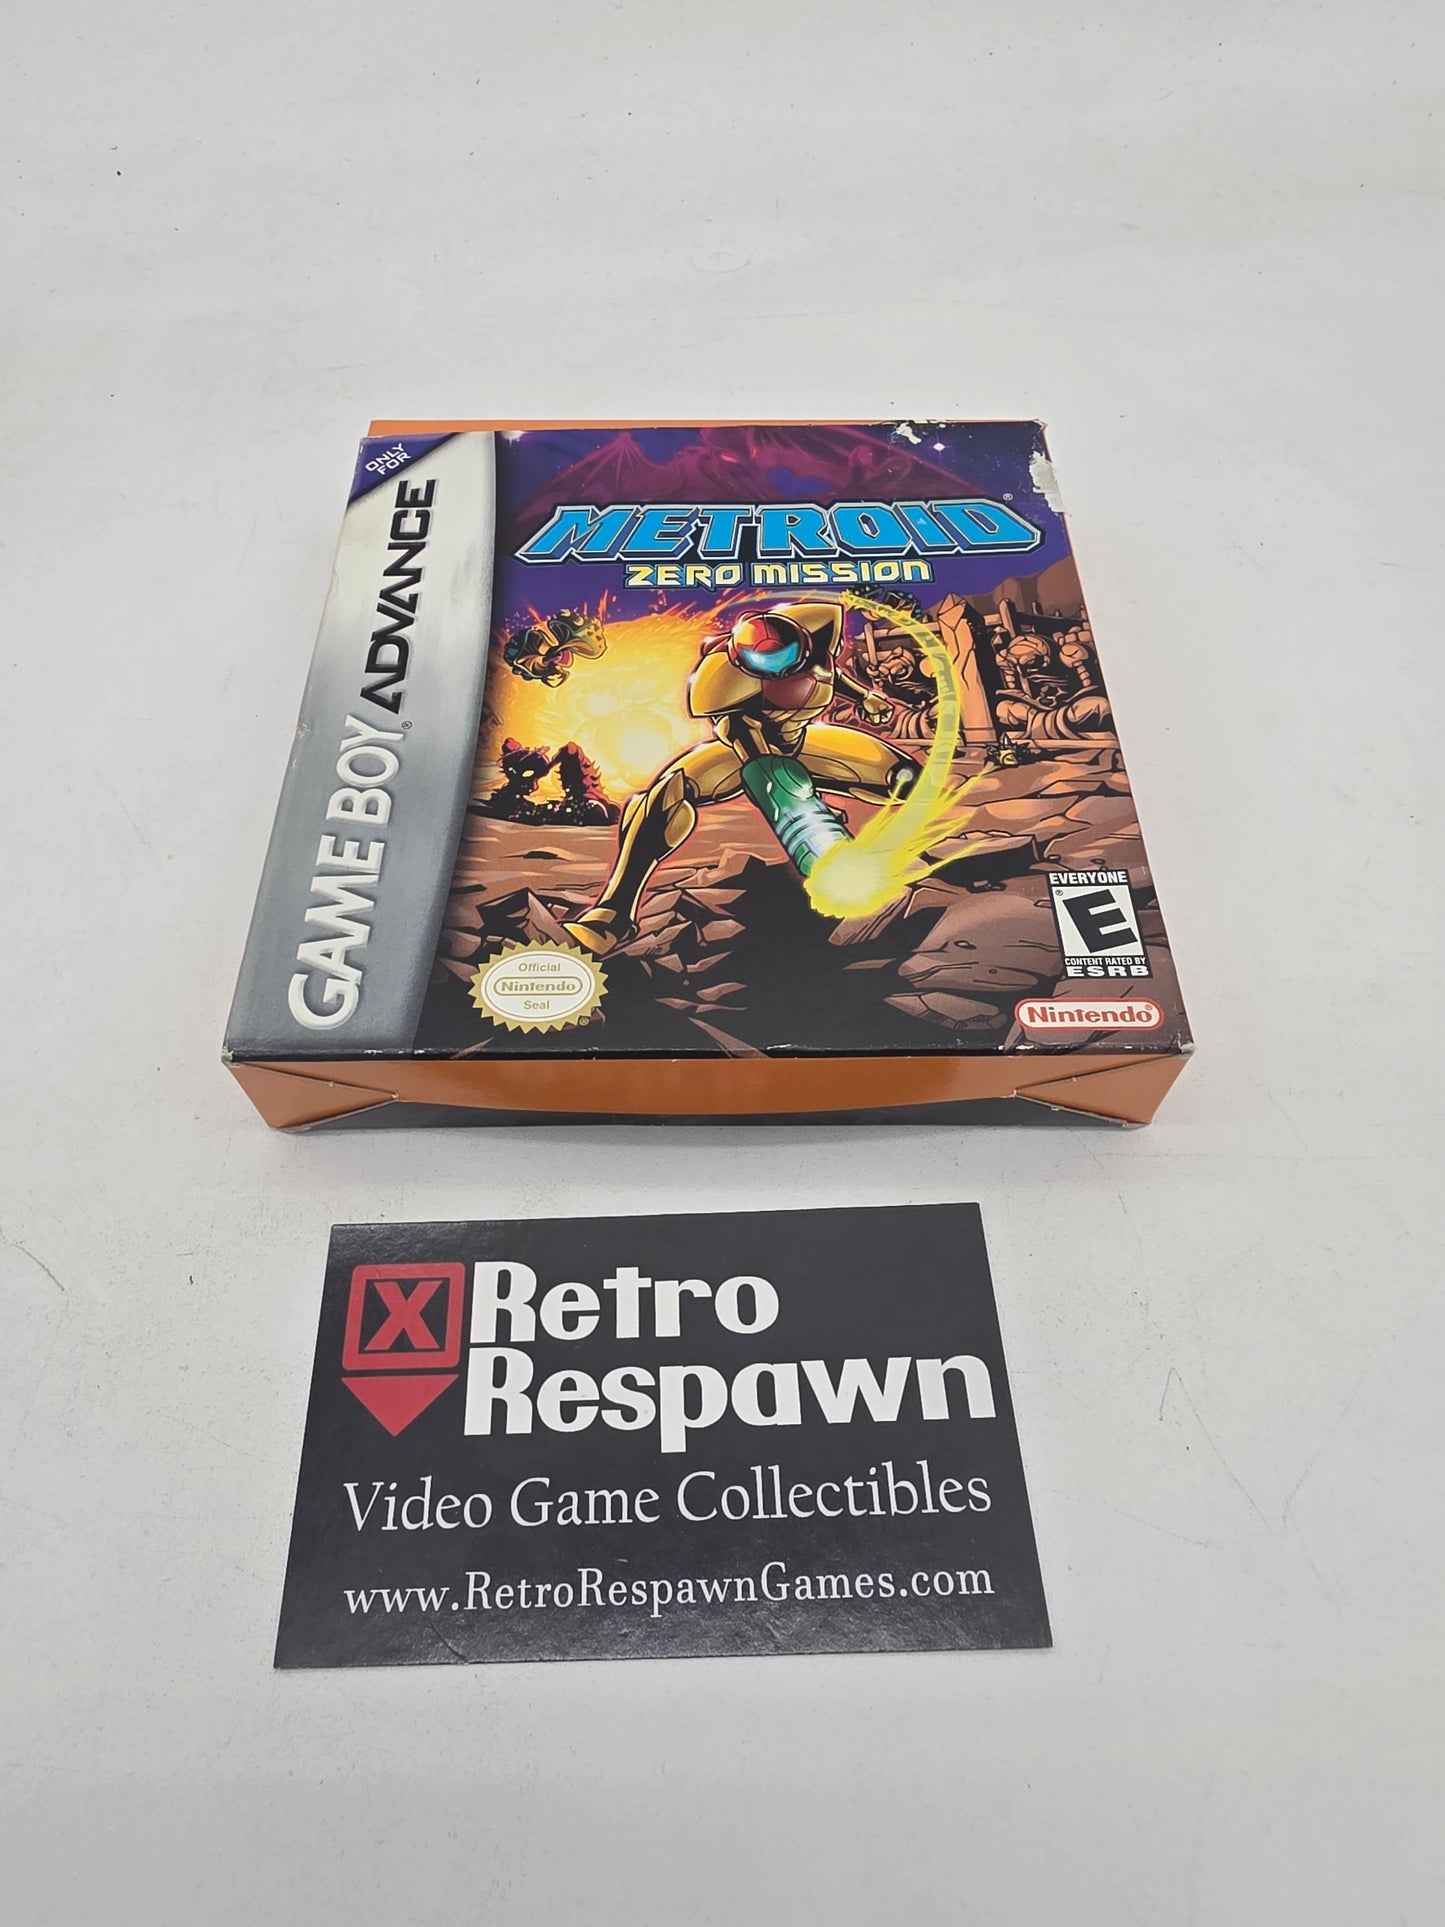 ONLY
FOR
GAME BOY ADVANCE
METROID®
ZERO MISSION
EVERYONE
E
CONTENT RATED BY
ESRB
Official
Nintendo
Seal
Nintendo®
X Retro
Respawn
Video Game Collectibles
www.RetroRespawnGames.com